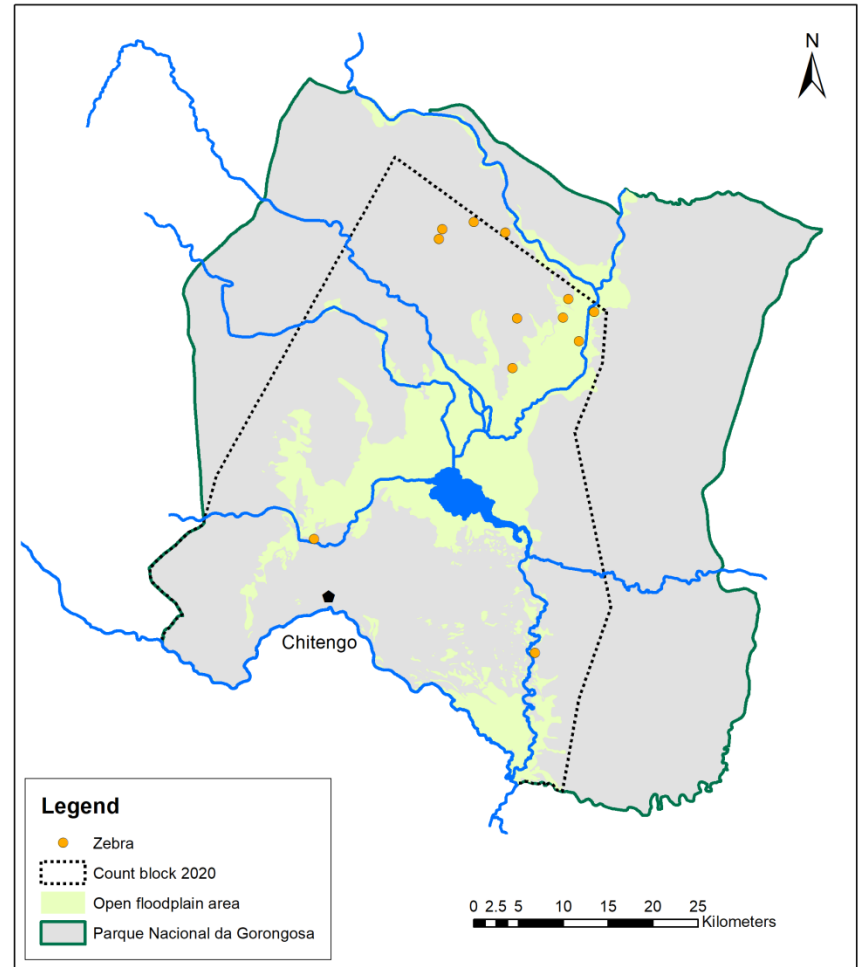 N
Chitengo
Legend
Zebra
Count block 2020
Open floodplain area
Parque Nacional da Gorongosa
0 2.5 5 10 15 20 25
Kilometers